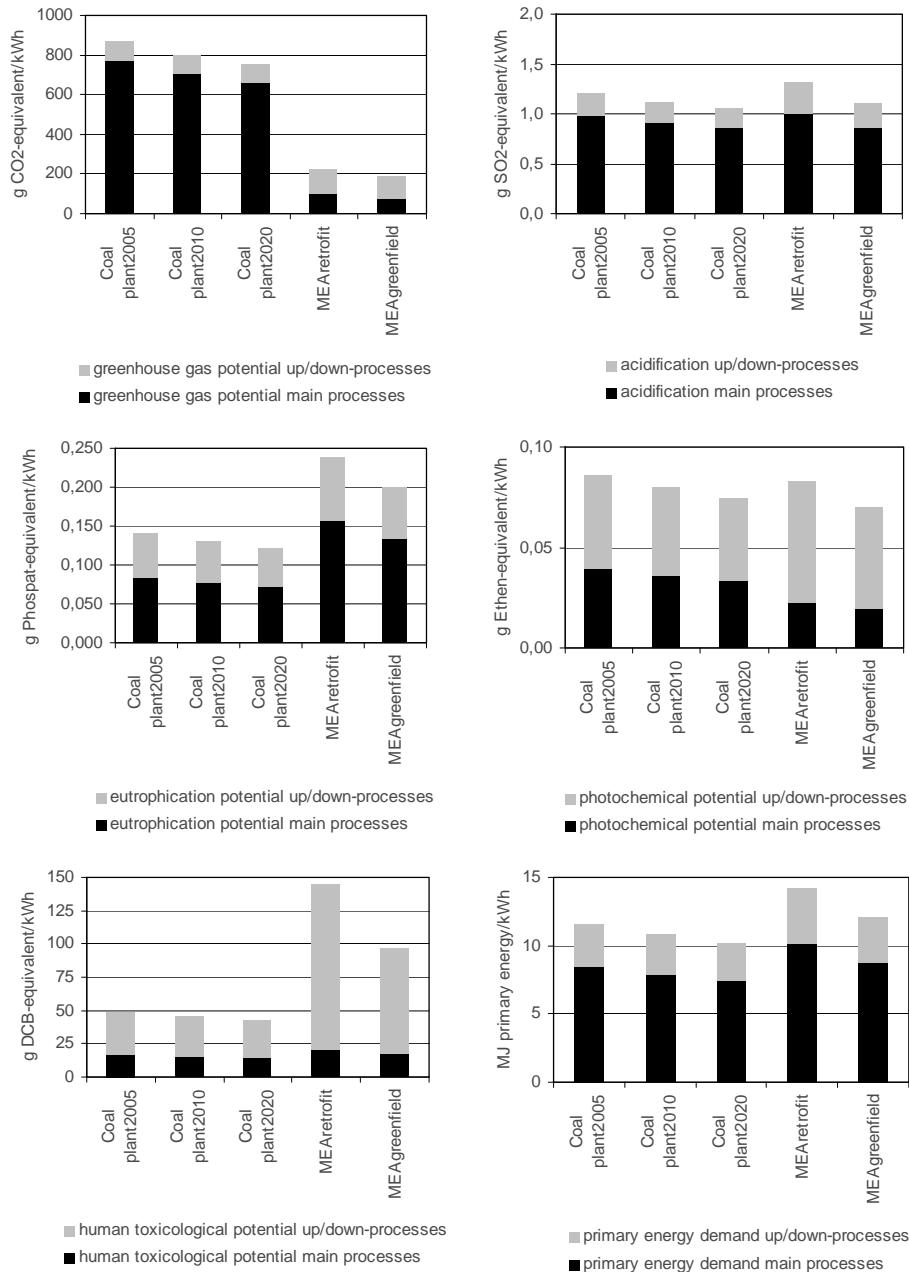 g CO2-equivalent/kWh
1000
800
600
400
200
0
Coal
plant2005
Coal
plant2010
Coal
plant2020
MEAretrofit
MEAgreenfield
greenhouse gas potential up/down-processes
greenhouse gas potential main processes
g SO2-equivalent/kWh
2,0
1,5
1,0
0,5
0,0
Coal
plant2005
Coal
plant2010
Coal
plant2020
MEAretrofit
MEAgreenfield
acidification up/down-processes
acidification main processes
g Phospat-equivalent/kWh
0,250
0,200
0,150
0,100
0,050
0,000
Coal
plant2005
Coal
plant2010
Coal
plant2020
MEAretrofit
MEAgreenfield
eutrophication potential up/down-processes
eutrophication potential main processes
g Ethen-equivalent/kWh
0,10
0,05
0,00
Coal
plant2005
Coal
plant2010
Coal
plant2020
MEAretrofit
MEAgreenfield
photochemical potential up/down-processes
photochemical potential main processes
g DCB-equivalent/kWh
150
125
100
75
50
25
0
Coal
plant2005
Coal
plant2010
Coal
plant2020
MEAretrofit
MEAgreenfield
human toxicological potential up/down-processes
human toxicological potential main processes
MJ primary energy/kWh
15
10
5
0
Coal
plant2005
Coal
plant2010
Coal
plant2020
MEAretrofit
MEAgreenfield
primary energy demand up/down-processes
primary energy demand main processes